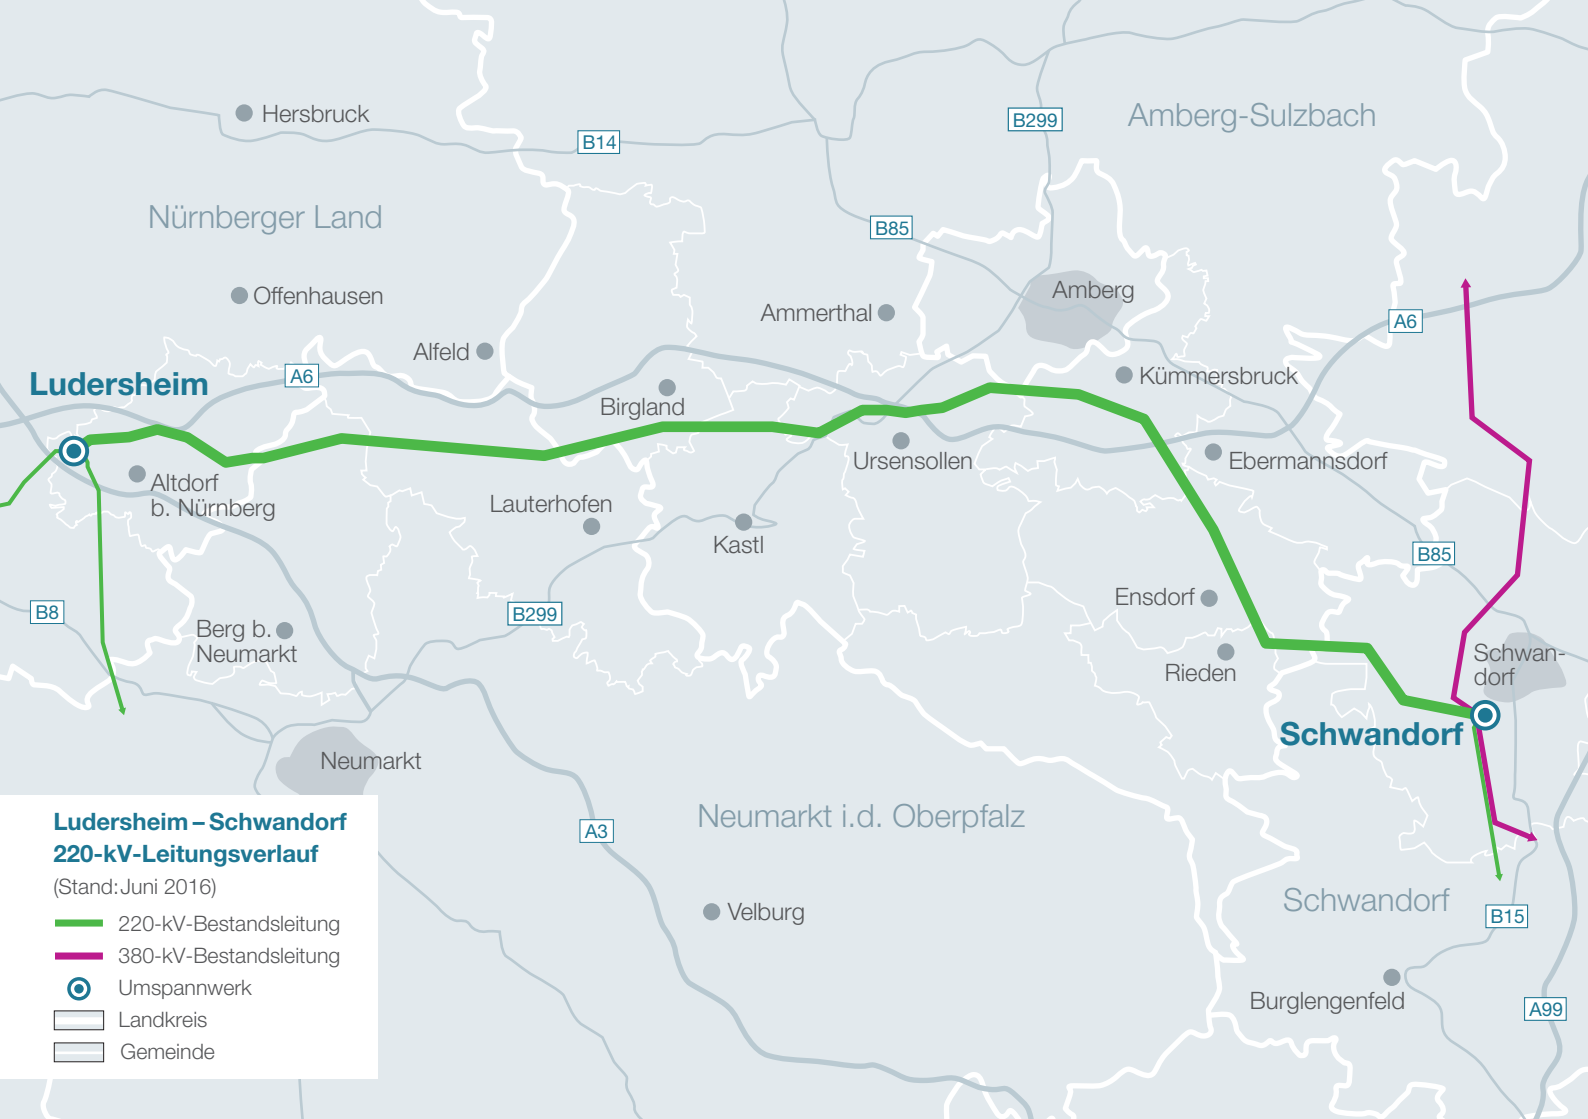 Hersbruck
B14
B299
Amberg-Sulzbach
Nürnberger Land
B85
Offenhausen
Amberg
Ammerthal
A6
Alfeld
Ludersheim
A6
Kümmersbruck
Birgland
Ursensollen
Ebermannsdorf
Altdorf
b. Nürnberg
Lauterhofen
Kastl
B85
B8
B299
Ensdorf
Berg b.
Neumarkt
Rieden
Schwan-
dorf
Schwandorf
Neumarkt
Neumarkt i.d. Oberpfalz
A3
Velburg
Schwandorf
B15
Burglengenfeld
A99
Ludersheim – Schwandorf
220-kV-Leitungsverlauf
(Stand: Juni 2016)
220-kV-Bestandsleitung
380-kV-Bestandsleitung
Umspannwerk
Landkreis
Gemeinde